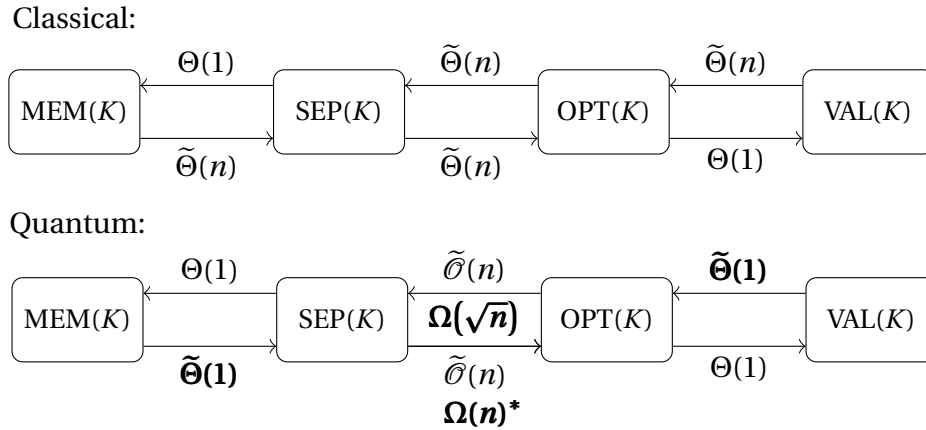 Classical:
Θ(1) Θ̃(n) Θ̃(n)
MEM(K) SEP(K) OPT(K) VAL(K)
Θ̃(n) Θ̃(n) Θ(1)
Quantum:
Θ(1) 𝒪̃(n) Θ̃(1)
MEM(K) SEP(K) Ω(√n) OPT(K) VAL(K)
Θ̃(1) 𝒪̃(n) Θ(1)
Ω(n)*